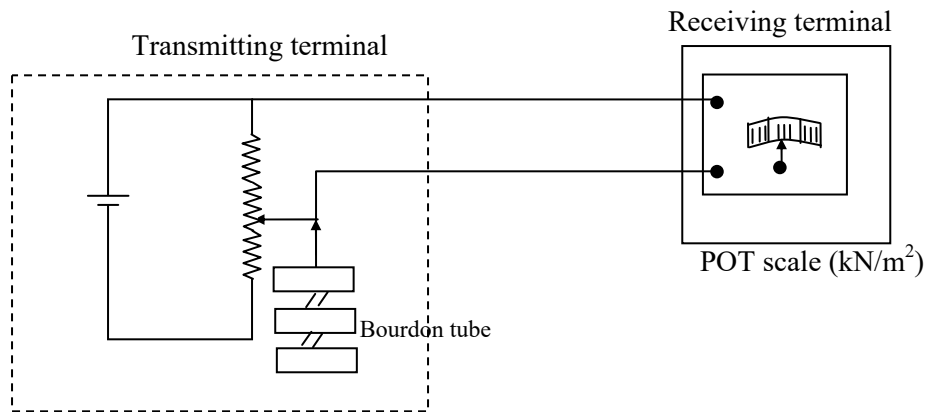 Receiving terminal
Transmitting terminal
POT scale (kN/m²)
Bourdon tube